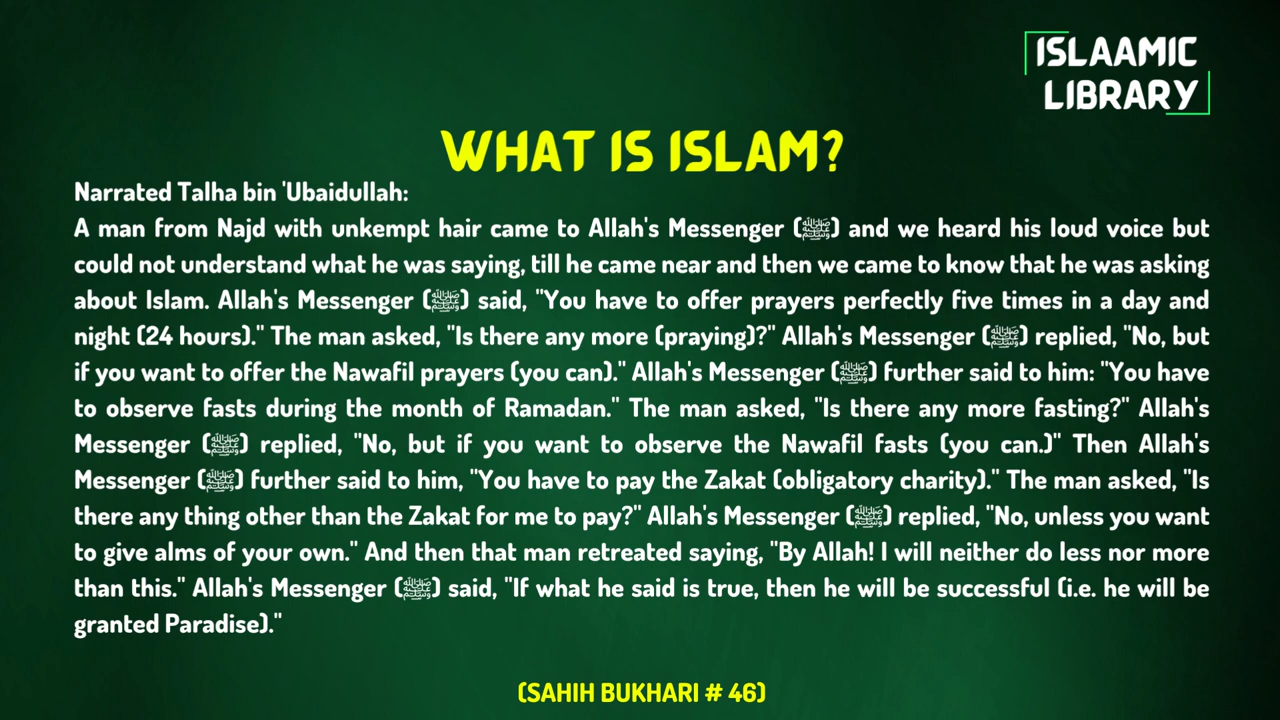 ISLAAMIC
LIBRARY
WHAT IS ISLAM?
Narrated Talha bin 'Ubaidullah:
A man from Najd with unkempt hair came to Allah's Messenger (ﷺ) and we heard his loud voice but
could not understand what he was saying, till he came near and then we came to know that he was asking
about Islam. Allah's Messenger (ﷺ) said, "You have to offer prayers perfectly five times in a day and
night (24 hours)." The man asked, "Is there any more (praying)?" Allah's Messenger (ﷺ) replied, "No, but
if you want to offer the Nawafil prayers (you can)." Allah's Messenger (ﷺ) further said to him: "You have
to observe fasts during the month of Ramadan." The man asked, "Is there any more fasting?" Allah's
Messenger (ﷺ) replied, "No, but if you want to observe the Nawafil fasts (you can.)" Then Allah's
Messenger (ﷺ) further said to him, "You have to pay the Zakat (obligatory charity)." The man asked, "Is
there any thing other than the Zakat for me to pay?" Allah's Messenger (ﷺ) replied, "No, unless you want
to give alms of your own." And then that man retreated saying, "By Allah! I will neither do less nor more
than this." Allah's Messenger (ﷺ) said, "If what he said is true, then he will be successful (i.e. he will be
granted Paradise)."
(SAHIH BUKHARI # 46)